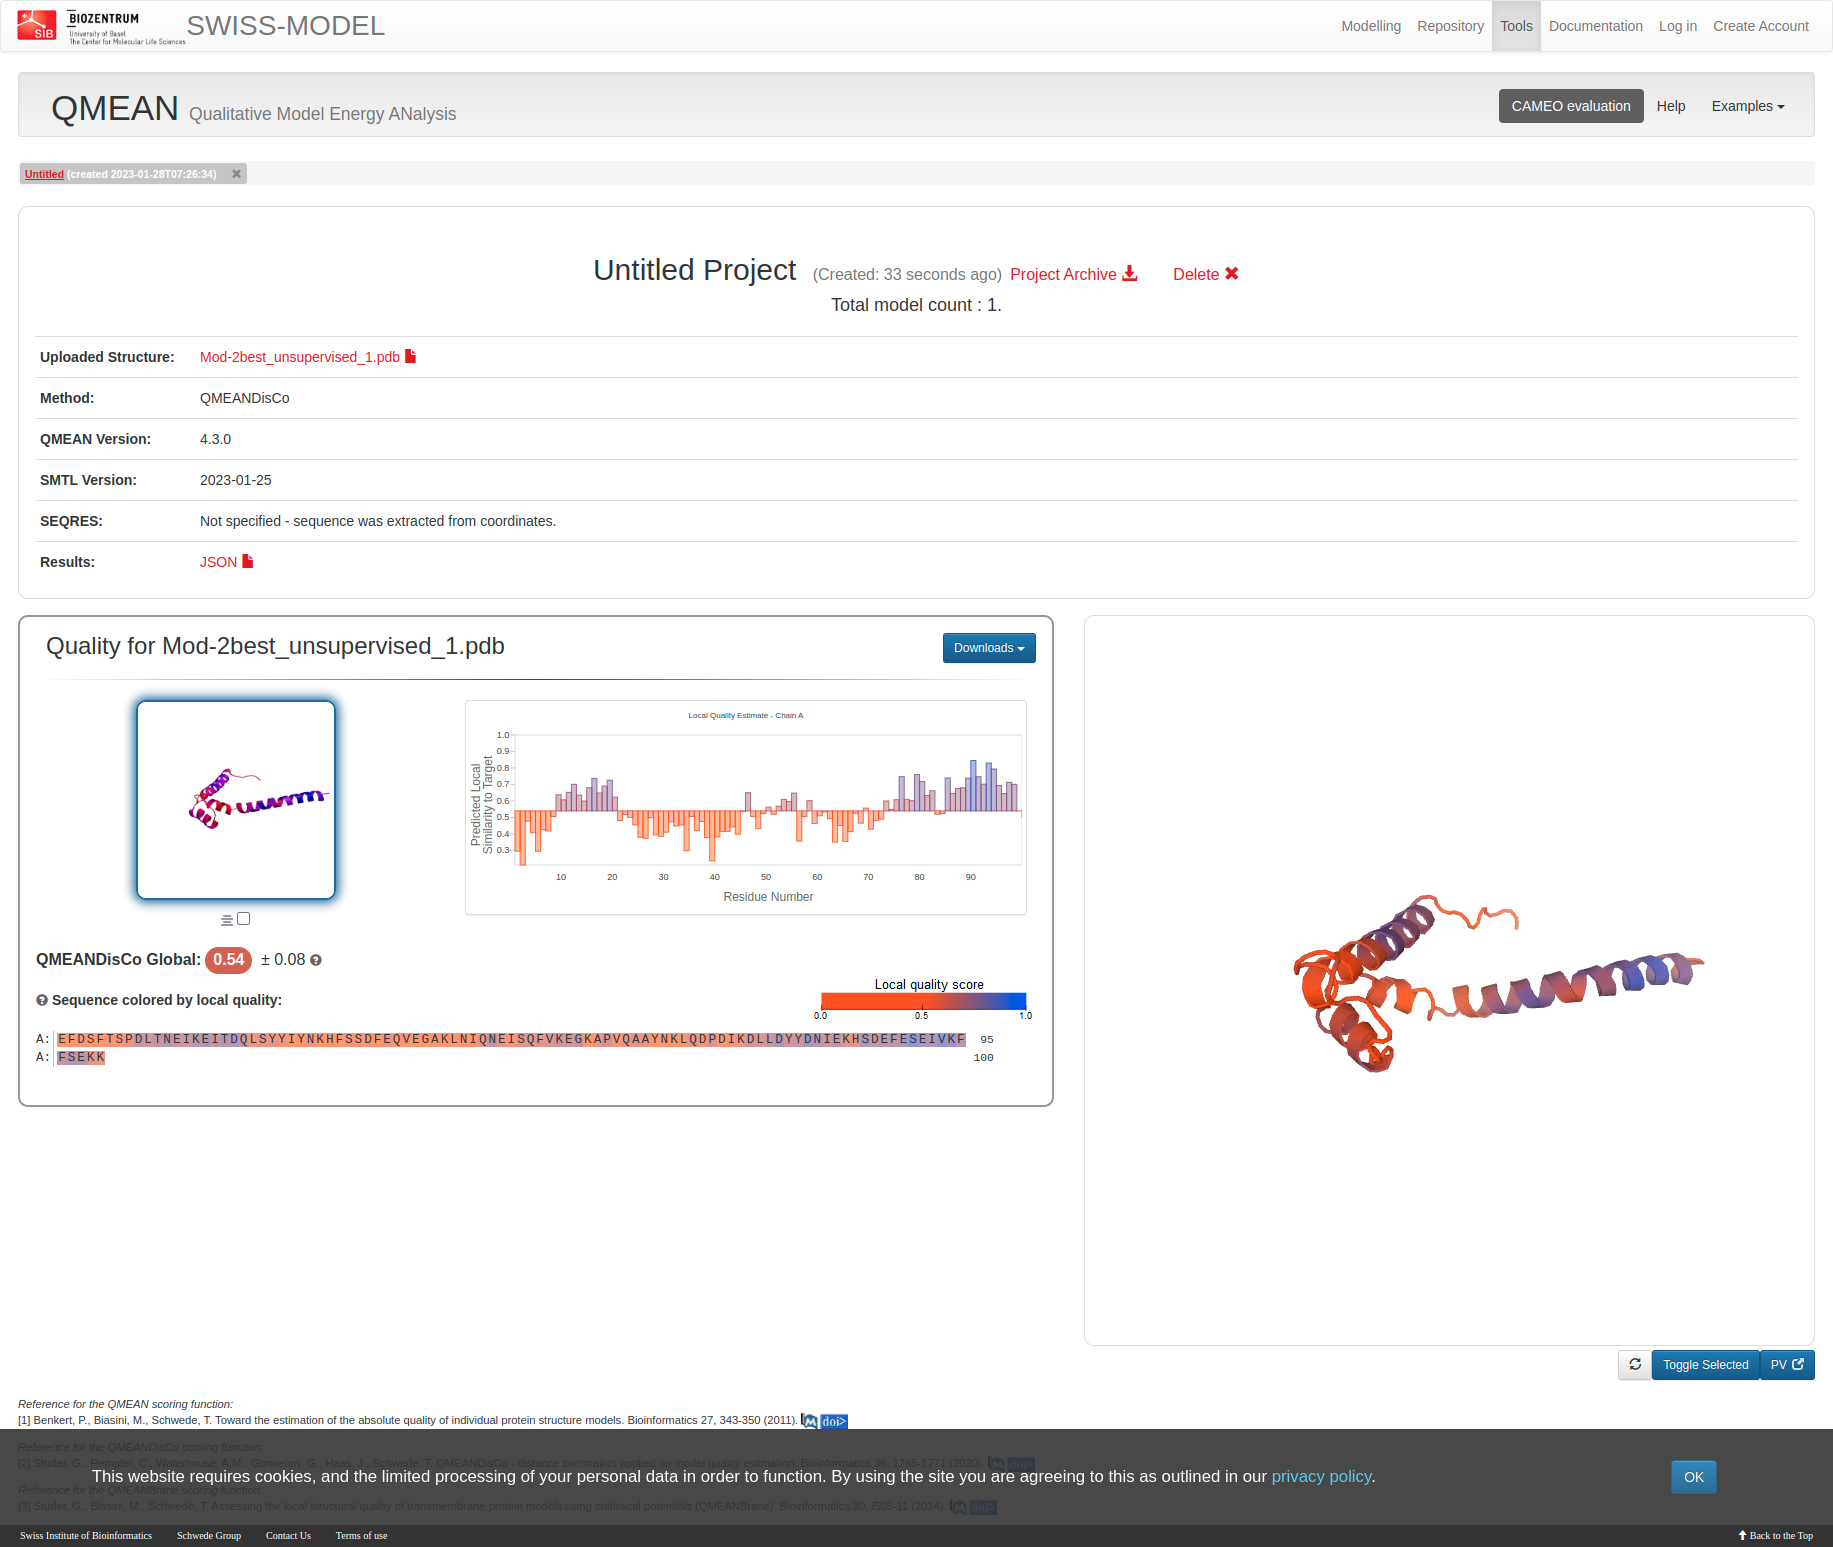 SIB
BIOZENTRUM
University of Basel
The Center for Molecular Life Sciences
SWISS-MODEL
Modelling Repository Tools Documentation Log in Create Account
QMEAN Qualitative Model Energy ANalysis
CAMEO evaluation Help Examples
Untitled (created 2023-01-28T07:26:34)
Untitled Project (Created: 33 seconds ago) Project Archive Delete
Total model count : 1.
Uploaded Structure: Mod-2best_unsupervised_1.pdb
Method: QMEANDisCo
QMEAN Version: 4.3.0
SMTL Version: 2023-01-25
SEQRES: Not specified - sequence was extracted from coordinates.
Results: JSON
Quality for Mod-2best_unsupervised_1.pdb
Downloads
Local Quality Estimate - Chain A
Predicted Local
Similarity to Target
1.0
0.9
0.8
0.7
0.6
0.5
0.4
0.3
10 20 30 40 50 60 70 80 90
Residue Number
QMEANDisCo Global: 0.54 ± 0.08
Sequence colored by local quality:
Local quality score
0.0 0.5 1.0
A: EFDSFTSPDLTNEIKEITDQLSYYIYNKHFSSDFEQVEGAKLNIQNEISQFVKEGKAPVQAAYNKLQDPDIKDLLDYYDNIEKHSDEFESEIVKF 95
A: FSEKK 100
Toggle Selected PV
Reference for the QMEAN scoring function:
[1] Benkert, P., Biasini, M., Schwede, T. Toward the estimation of the absolute quality of individual protein structure models. Bioinformatics 27, 343-350 (2011). doi>
Reference for the QMEANDisCo scoring function:
[2] Studer, G., Rempfer, C., Waterhouse, A.M., Gumienny, G., Haas, J., Schwede, T. QMEANDisCo - distance constraints applied on model quality estimation. Bioinformatics 36, 1765-1771 (2020). doi>
This website requires cookies, and the limited processing of your personal data in order to function. By using the site you are agreeing to this as outlined in our privacy policy.
OK
Reference for the QMEANBrane scoring function:
[3] Studer, G., Biasini, M., Schwede, T. Assessing the local structural quality of transmembrane protein models using statistical potentials (QMEANBrane). Bioinformatics 30, i505-11 (2014). doi>
Swiss Institute of Bioinformatics Schwede Group Contact Us Terms of use
Back to the Top